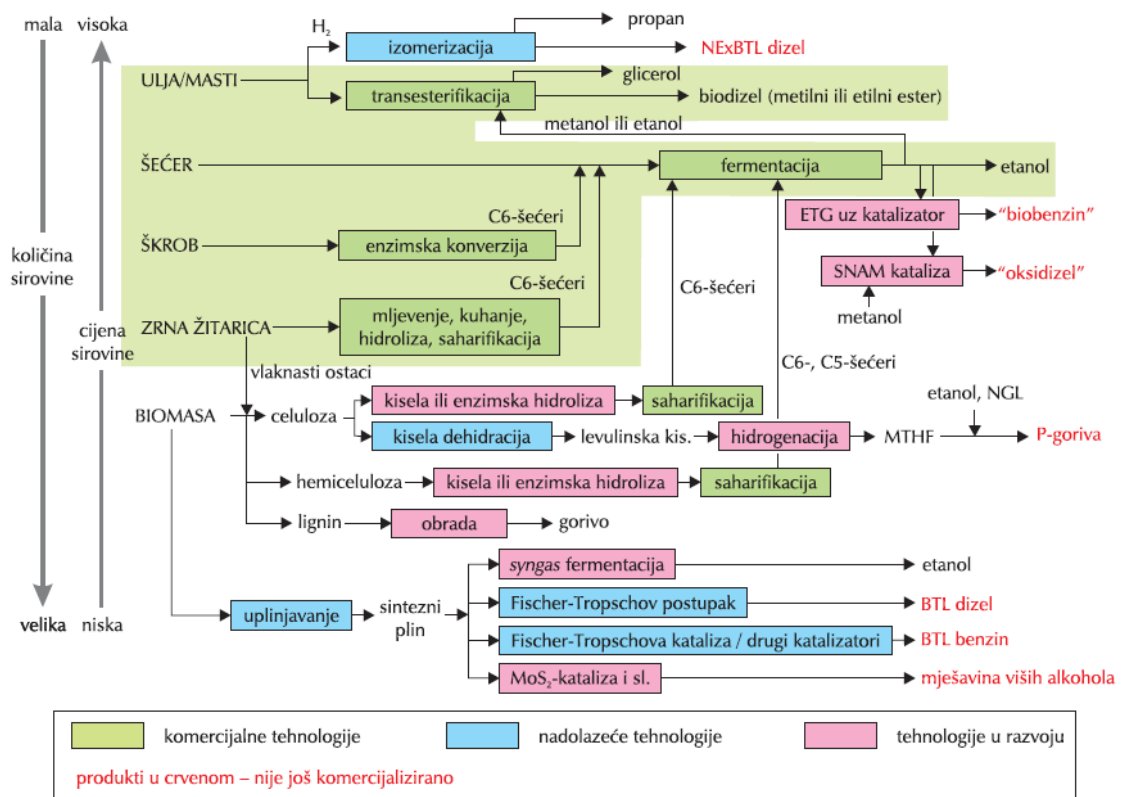 mala visoka
H₂
propan
izomerizacija
NExBTL dizel
ULJA/MASTI
glicerol
transesterifikacija
biodizel (metilni ili etilni ester)
metanol ili etanol
ŠEĆER
fermentacija
etanol
C6-šećeri
ETG uz katalizator
“biobenzin”
količina
sirovine
ŠKROB
enzimska konverzija
SNAM kataliza
“oksidizel”
C6-šećeri
C6-šećeri
metanol
cijena
sirovine
ZRNA ŽITARICA
mljevenje, kuhanje,
hidroliza, saharifikacija
C6-, C5-šećeri
vlaknasti ostaci
etanol, NGL
BIOMASA
celuloza
kisela ili enzimska hidroliza
saharifikacija
kisela dehidracija
levulinska kis.
hidrogenacija
MTHF
P-goriva
hemiceluloza
kisela ili enzimska hidroliza
saharifikacija
lignin
obrada
gorivo
syngas fermentacija
etanol
velika niska
uplinjavanje
sintezni
plin
Fischer-Tropschov postupak
BTL dizel
Fischer-Tropschova kataliza / drugi katalizatori
BTL benzin
MoS₂-kataliza i sl.
mješavina viših alkohola
komercijalne tehnologije
nadolazeće tehnologije
tehnologije u razvoju
produkti u crvenom – nije još komercijalizirano